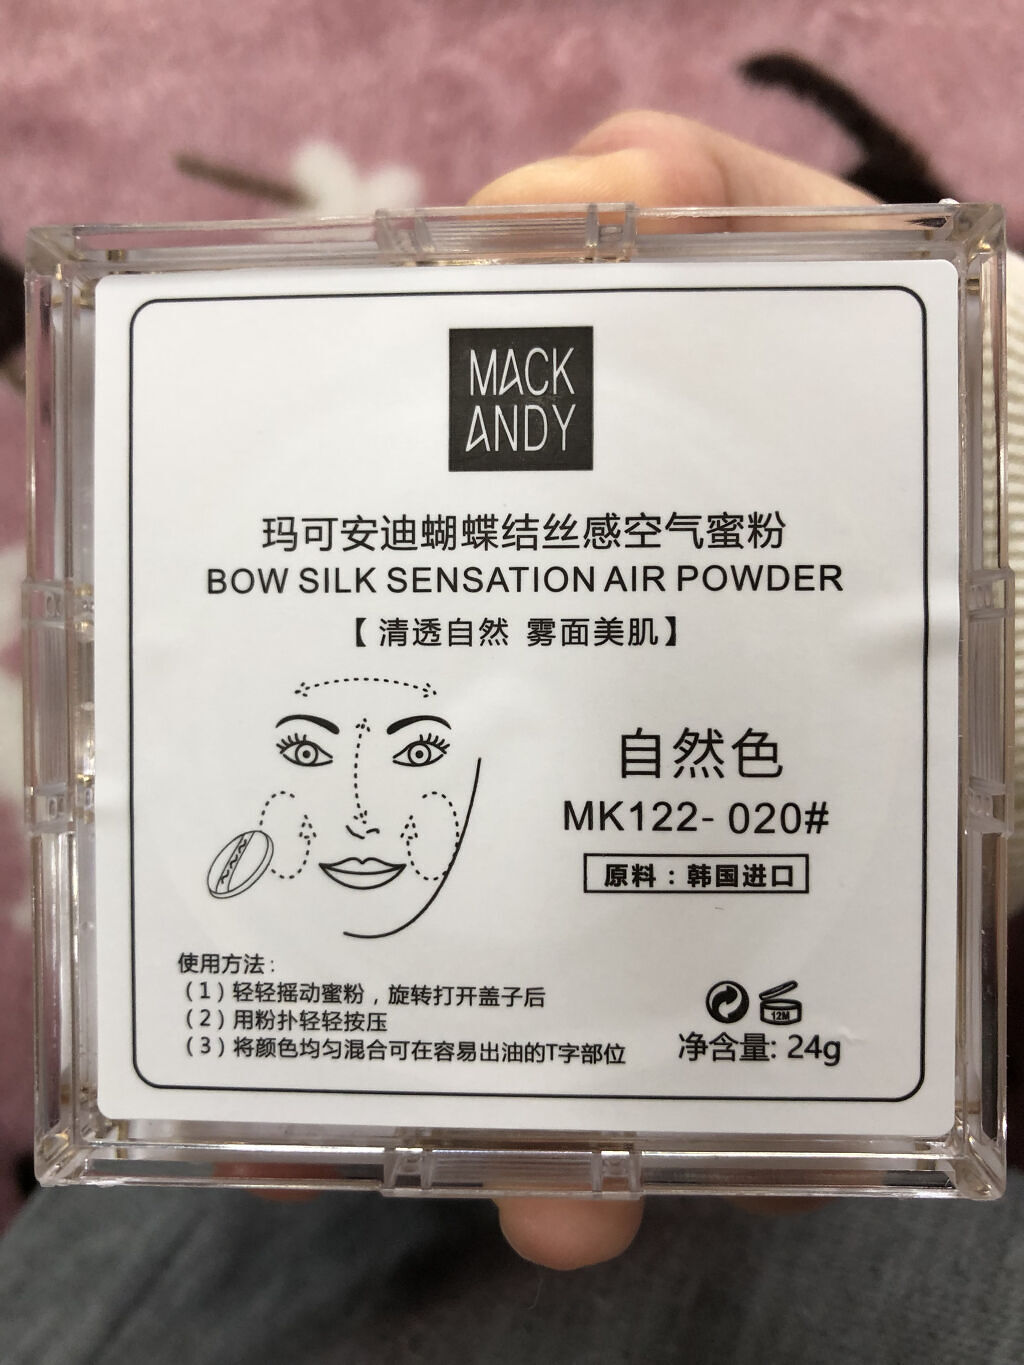 MACK
ANDY
玛可安迪蝴蝶结丝感空气蜜粉
BOW SILK SENSATION AIR POWDER
【 清透自然 雾面美肌】
自然色
MK122- 020#
原料：韩国进口
使用方法：
（1）轻轻摇动蜜粉，旋转打开盖子后
（2）用粉扑轻轻按压
（3）将颜色均匀混合可在容易出油的T字部位
12M
净含量: 24g